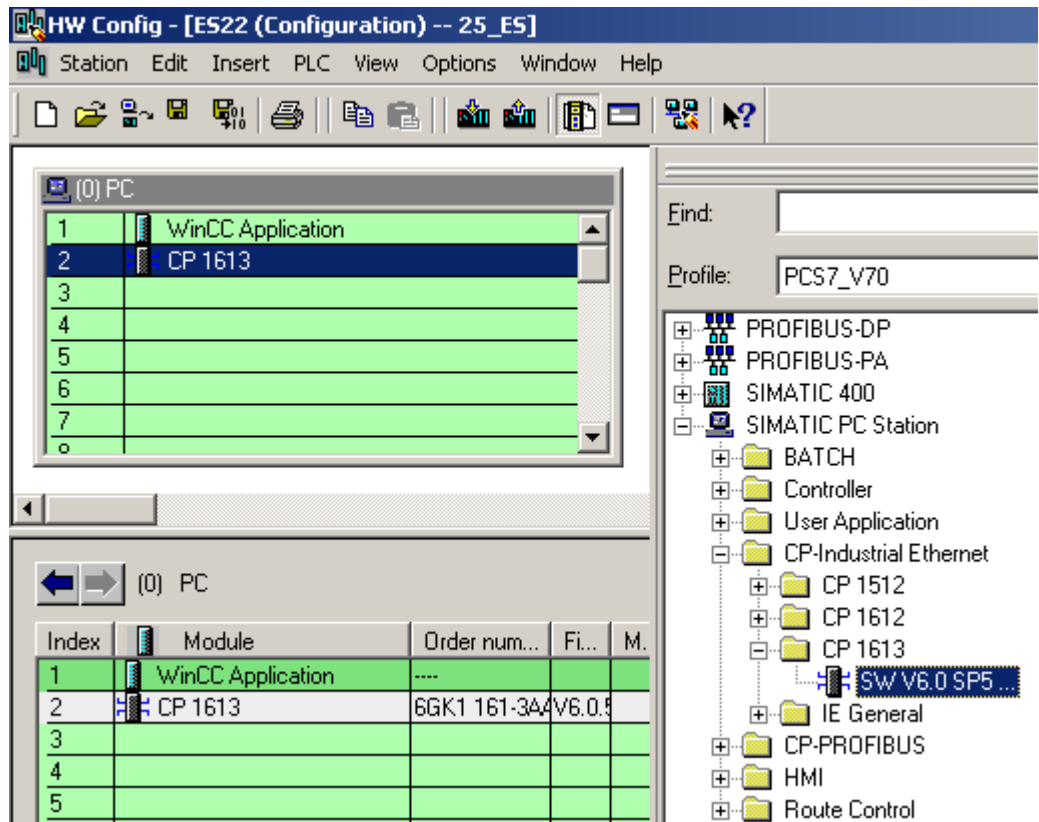 HW Config - [ES22 (Configuration) -- 25_ES]
Station Edit Insert PLC View Options Window Help
(0) PC
1 WinCC Application
2 CP 1613
3
4
5
6
7
Find:
Profile: PCS7_V70
PROFIBUS-DP
PROFIBUS-PA
SIMATIC 400
SIMATIC PC Station
BATCH
Controller
User Application
CP-Industrial Ethernet
CP 1512
CP 1612
CP 1613
SW V6.0 SP5 ...
IE General
CP-PROFIBUS
HMI
Route Control
(0) PC
Index Module Order num... Fi... M.
1 WinCC Application ----
2 CP 1613 6GK1 161-3AA V6.0.5
3
4
5